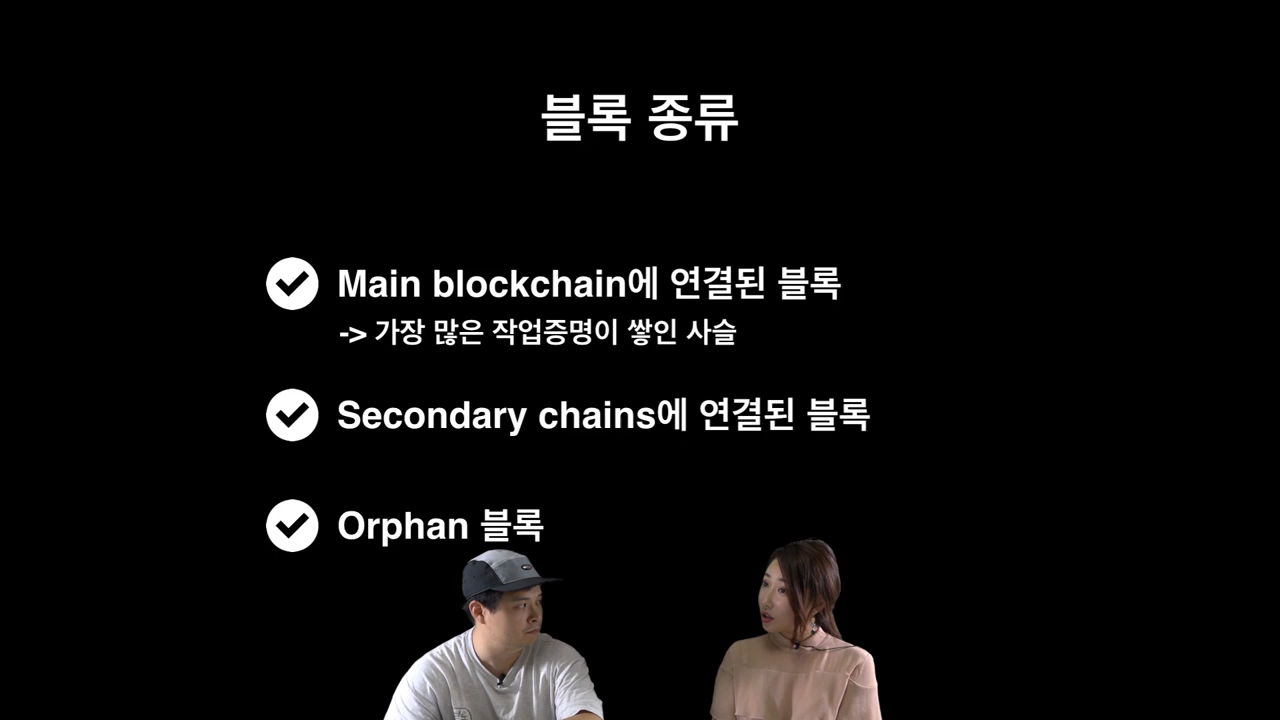 블록 종류
Main blockchain에 연결된 블록
-> 가장 많은 작업증명이 쌓인 사슬
Secondary chains에 연결된 블록
Orphan 블록